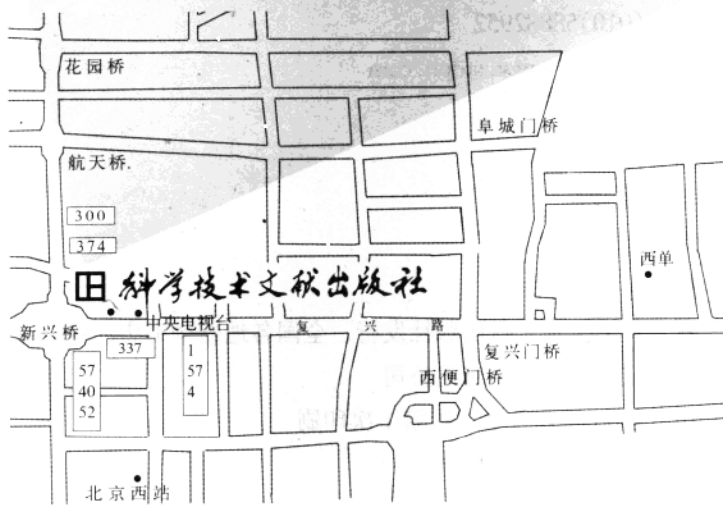 花园桥
阜城门桥
航天桥
300
374
西单
科学技术文献出版社
中央电视台
复兴路
新兴桥
337
1
57
4
57
40
52
复兴门桥
西便门桥
北京西站